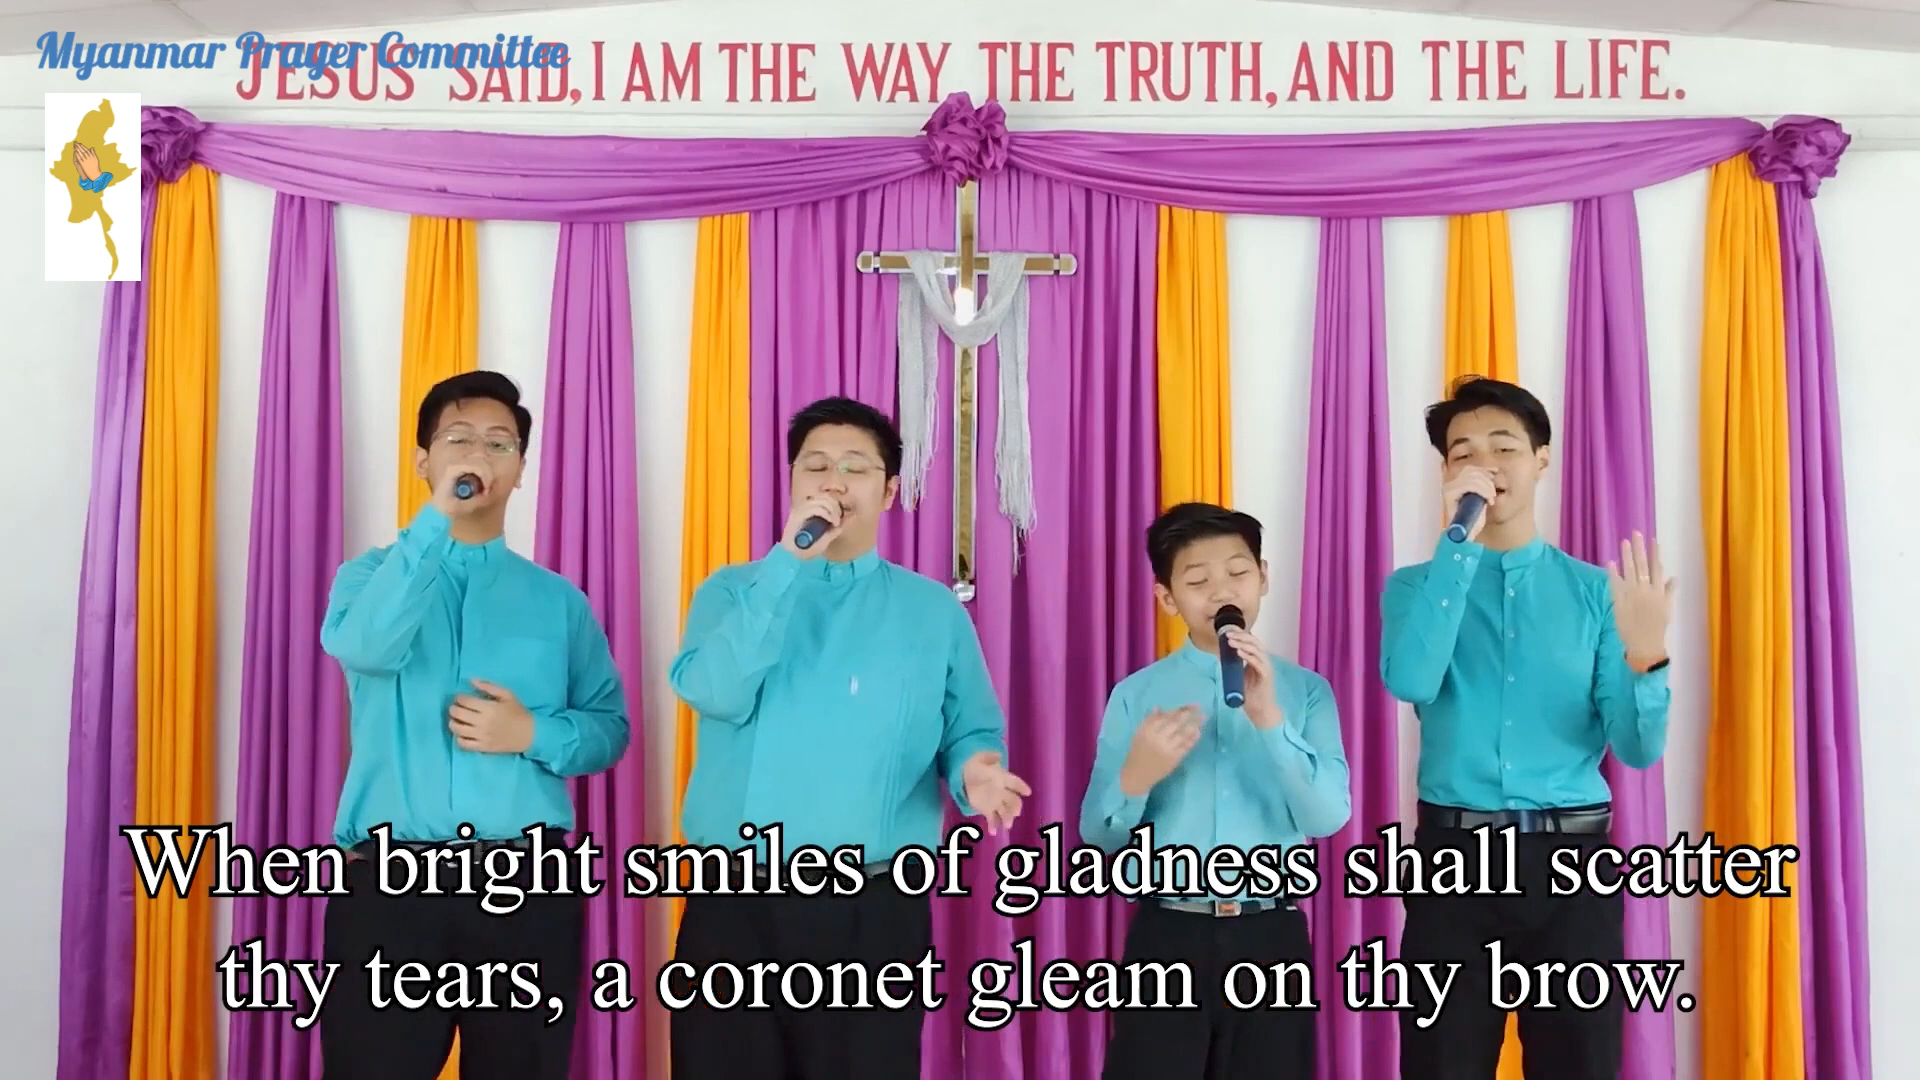 Myanmar Prayer Committee
JESUS SAID, I AM THE WAY, THE TRUTH, AND THE LIFE.
When bright smiles of gladness shall scatter
thy tears, a coronet gleam on thy brow.